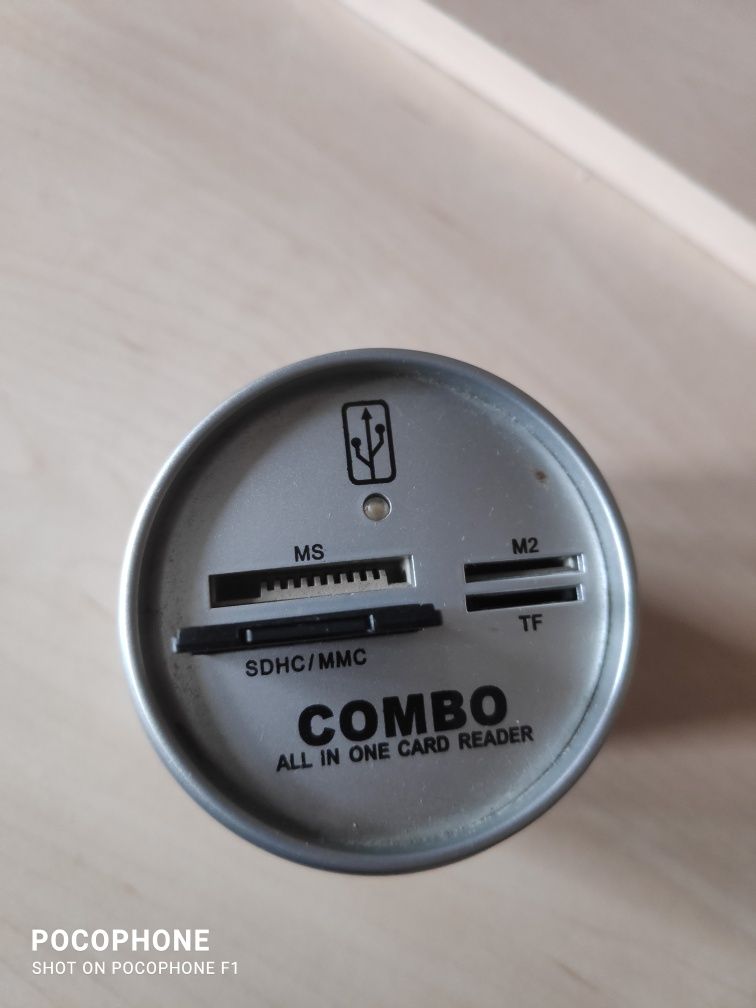 MS
M2
TF
SDHC/MMC
COMBO
ALL IN ONE CARD READER
POCOPHONE
SHOT ON POCOPHONE F1